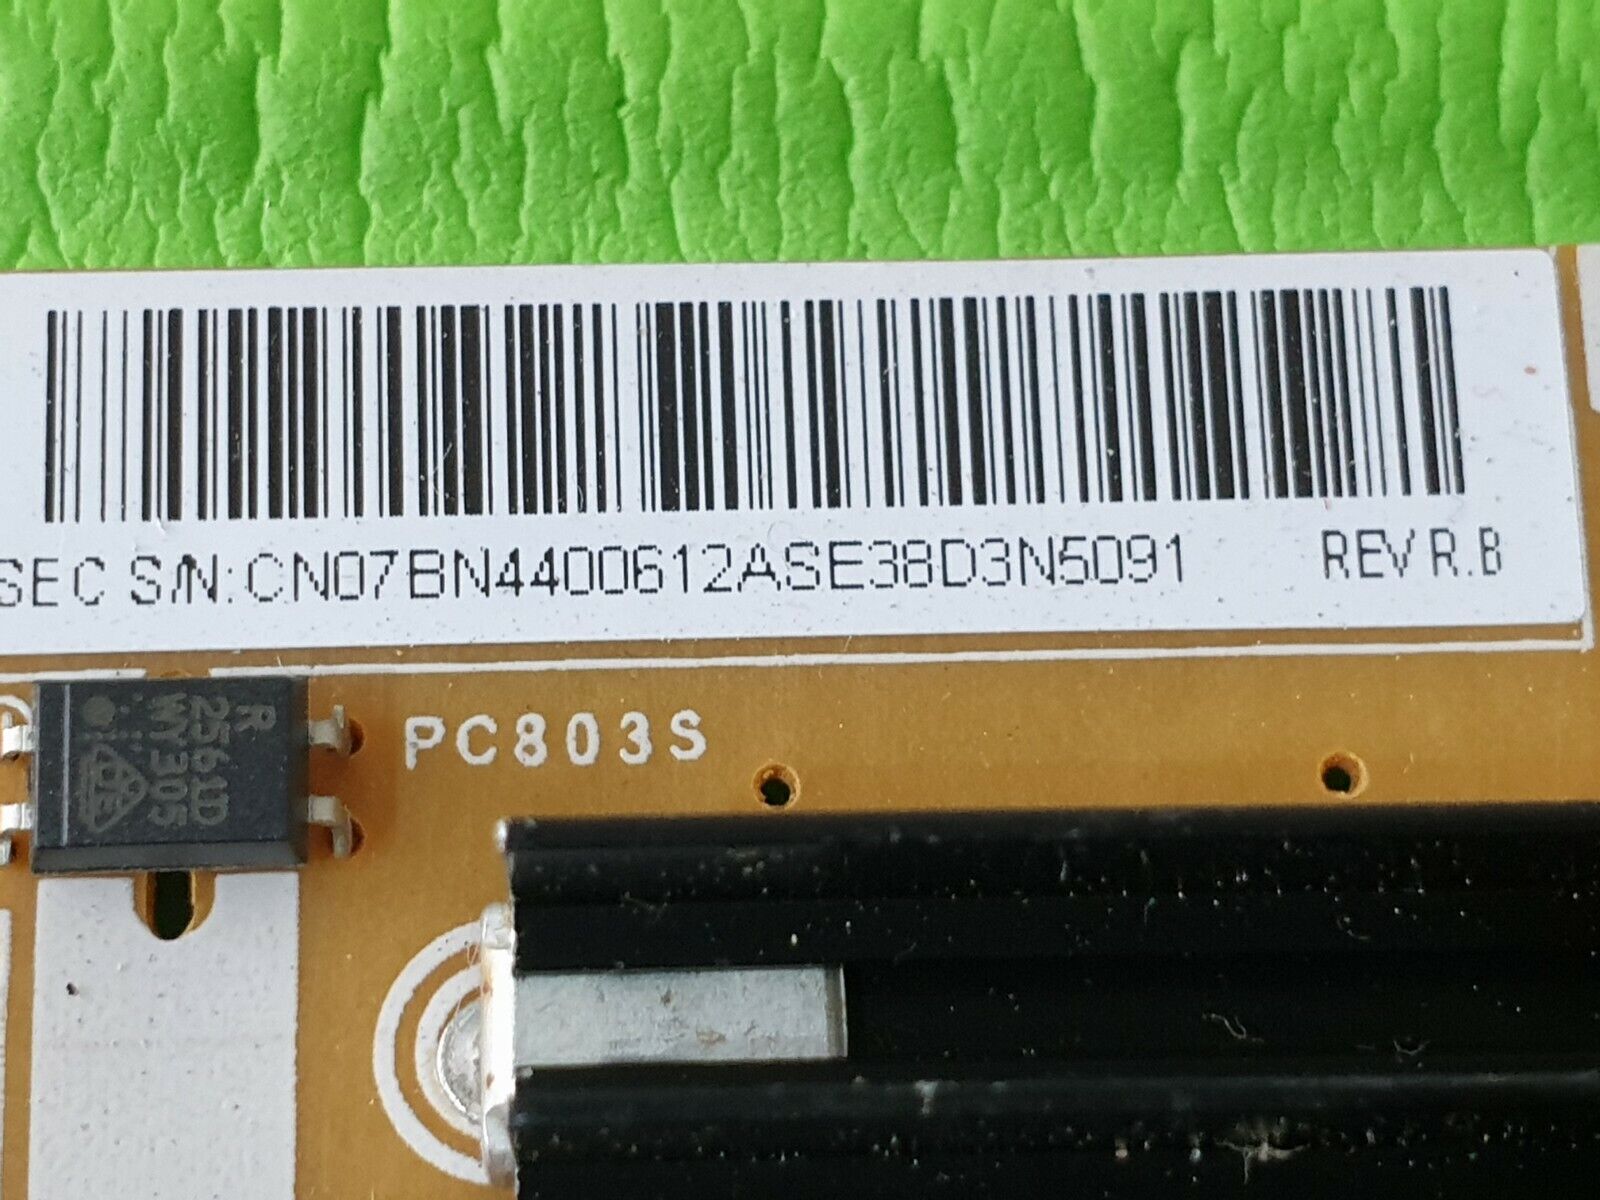 SEC S/N:CN07BN4400612ASE38D3N5091 REV R.B
PC803S
R
2561D
WY 305